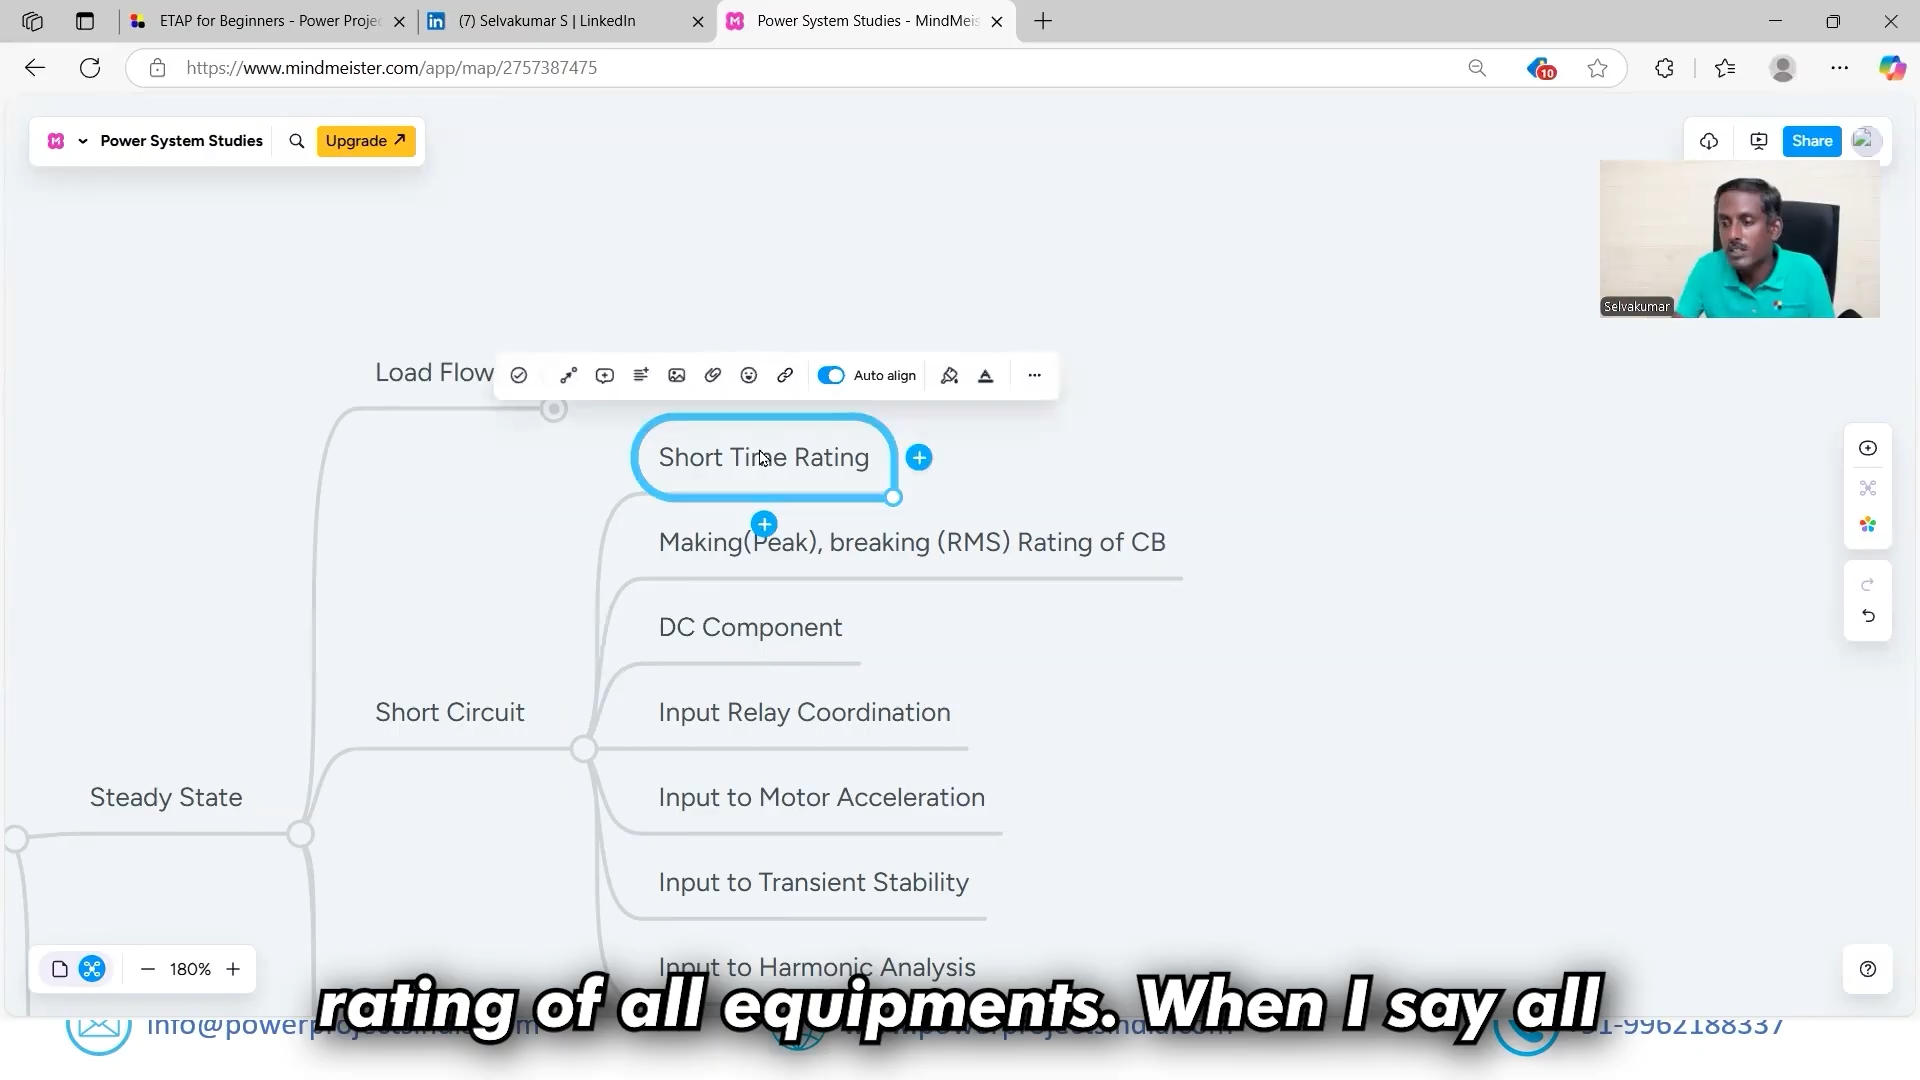 ETAP for Beginners - Power Proje
(7) Selvakumar S | LinkedIn
Power System Studies - MindMeis
https://www.mindmeister.com/app/map/2757387475
10
Power System Studies
Upgrade
Share
Selvakumar
Load Flow
Auto align
Short Time Rating
Making(Peak), breaking (RMS) Rating of CB
DC Component
Short Circuit
Input Relay Coordination
Steady State
Input to Motor Acceleration
Input to Transient Stability
Input to Harmonic Analysis
180%
rating of all equipments. When I say all